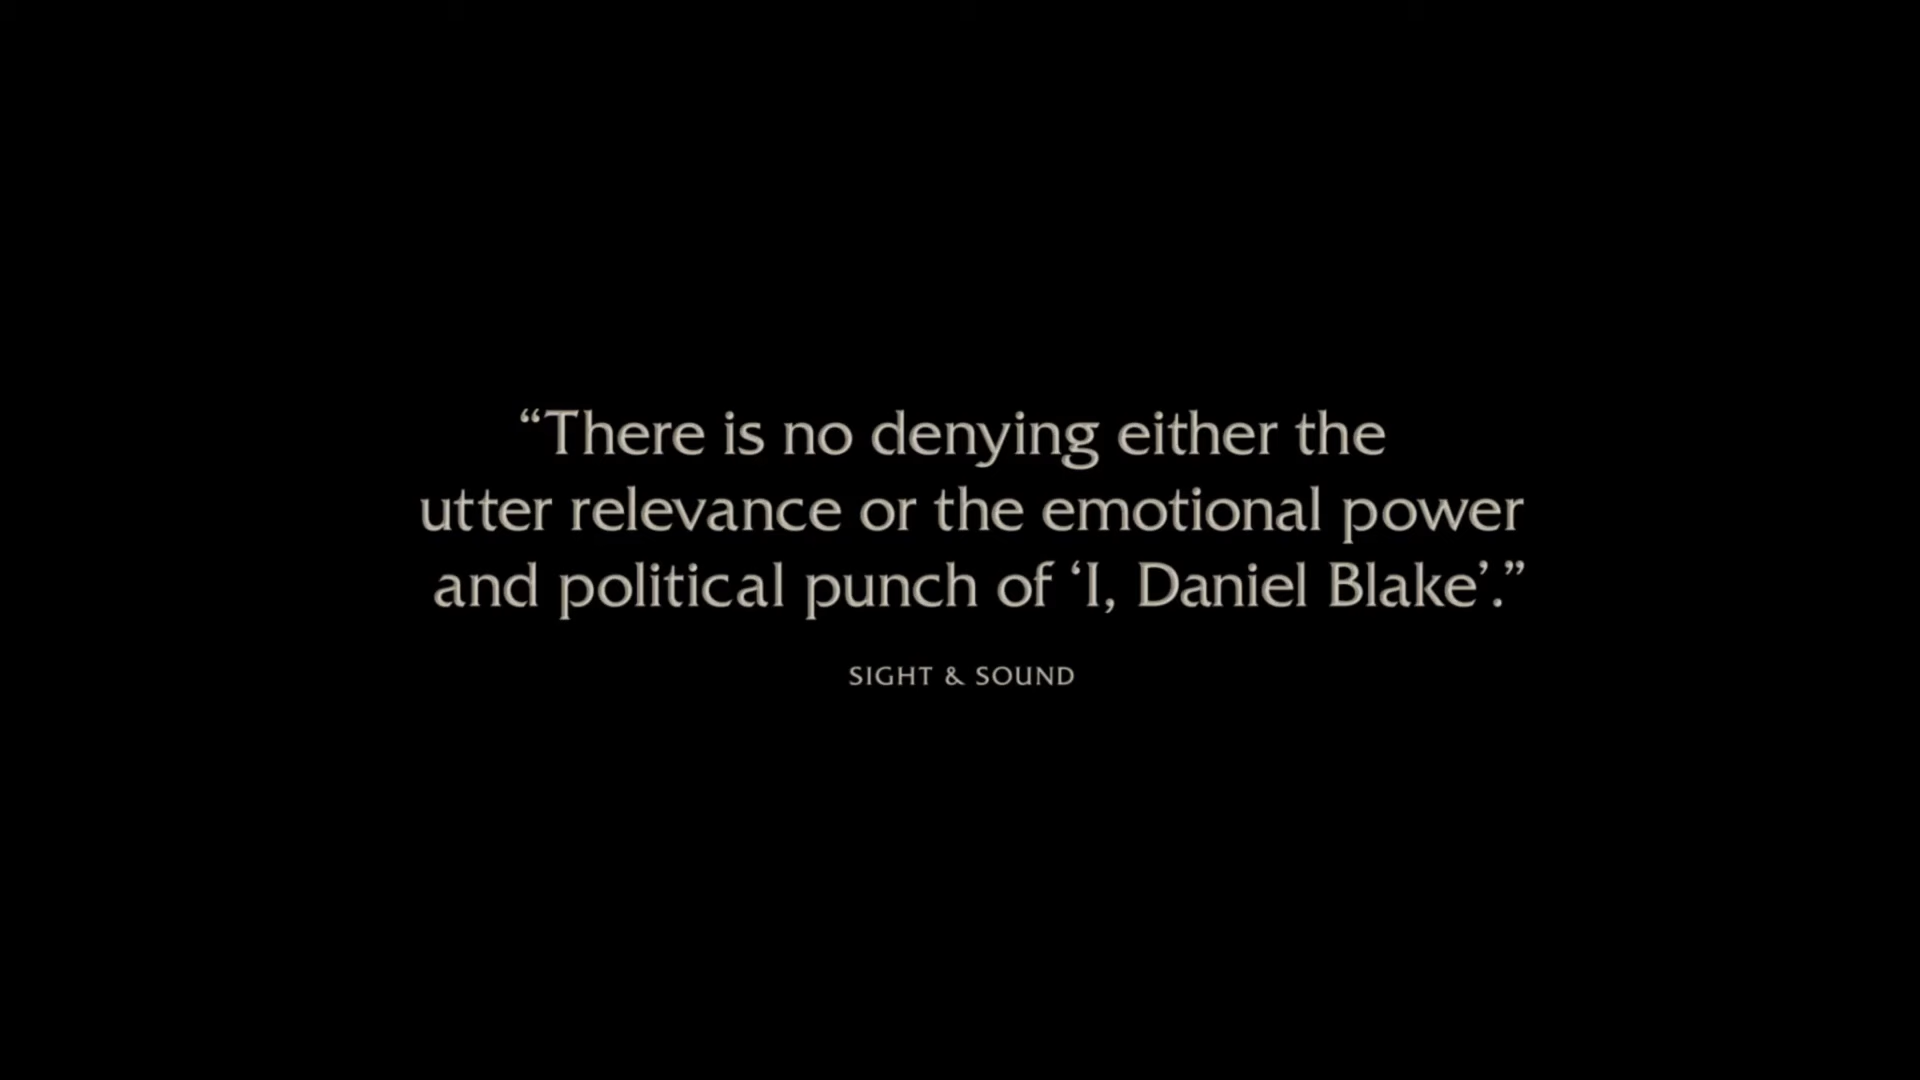 “There is no denying either the
utter relevance or the emotional power
and political punch of ‘I, Daniel Blake’.”
SIGHT & SOUND